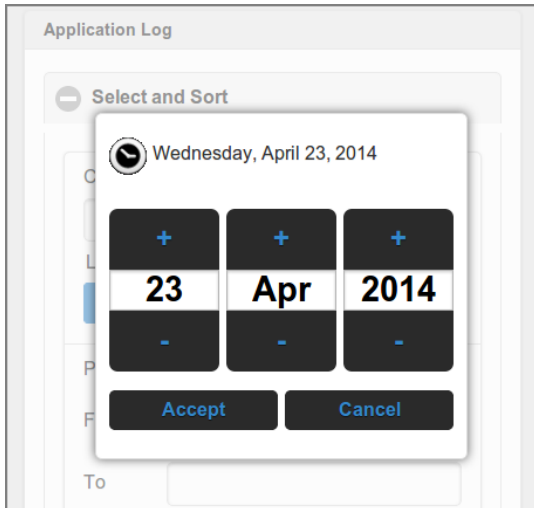 Application Log
Select and Sort
Wednesday, April 23, 2014
C
+ + +
L
23 Apr 2014
- - -
P
Accept Cancel
F
To